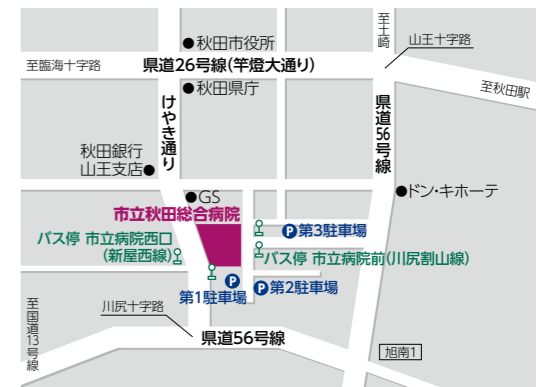 至土崎
山王十字路
秋田市役所
至臨海十字路
県道26号線(竿燈大通り)
至秋田駅
秋田県庁
けやき通り
県道56号線
秋田銀行
山王支店
GS
ドン・キホーテ
市立秋田総合病院
P第3駐車場
バス停 市立病院西口
(新屋西線)
バス停 市立病院前(川尻割山線)
P
第1駐車場
P第2駐車場
至国道13号線
川尻十字路
県道56号線
旭南1